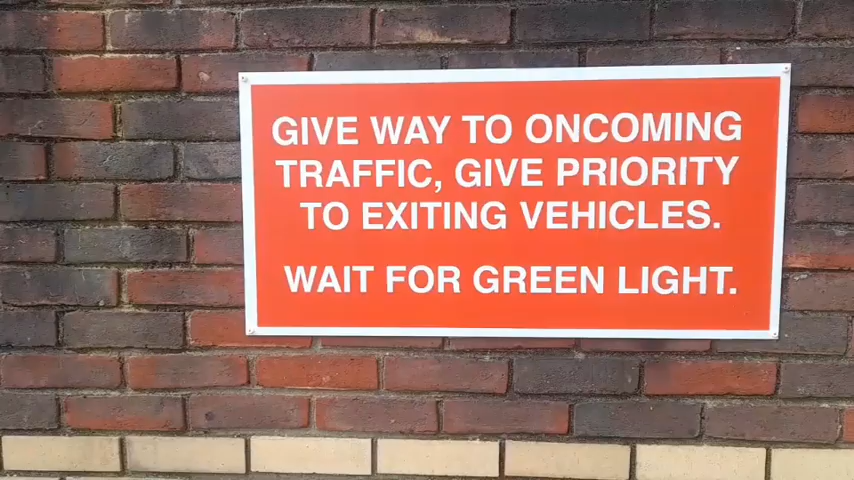 GIVE WAY TO ONCOMING
TRAFFIC, GIVE PRIORITY
TO EXITING VEHICLES.
WAIT FOR GREEN LIGHT.